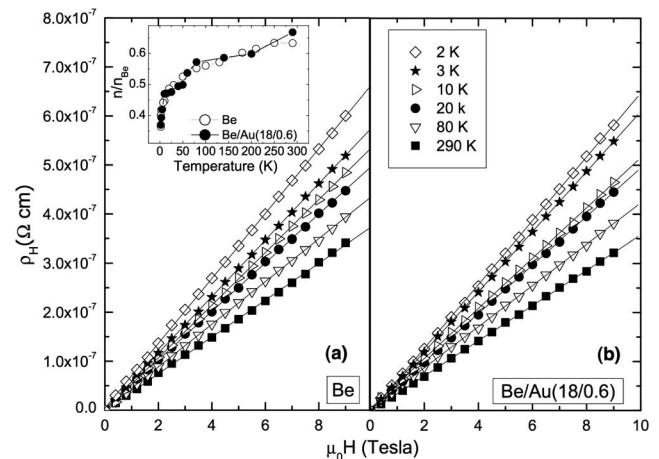 n/n_Be
0.6
0.5
0.4
Be
Be/Au(18/0.6)
0 50 100 150 200 250 300
Temperature (K)
ρ_H(Ω cm)
8.0x10⁻⁷
7.0x10⁻⁷
6.0x10⁻⁷
5.0x10⁻⁷
4.0x10⁻⁷
3.0x10⁻⁷
2.0x10⁻⁷
1.0x10⁻⁷
0.0
(a)
Be
2 K
3 K
10 K
20 k
80 K
290 K
(b)
Be/Au(18/0.6)
0 2 4 6 8 0 2 4 6 8 10
μ₀H (Tesla)